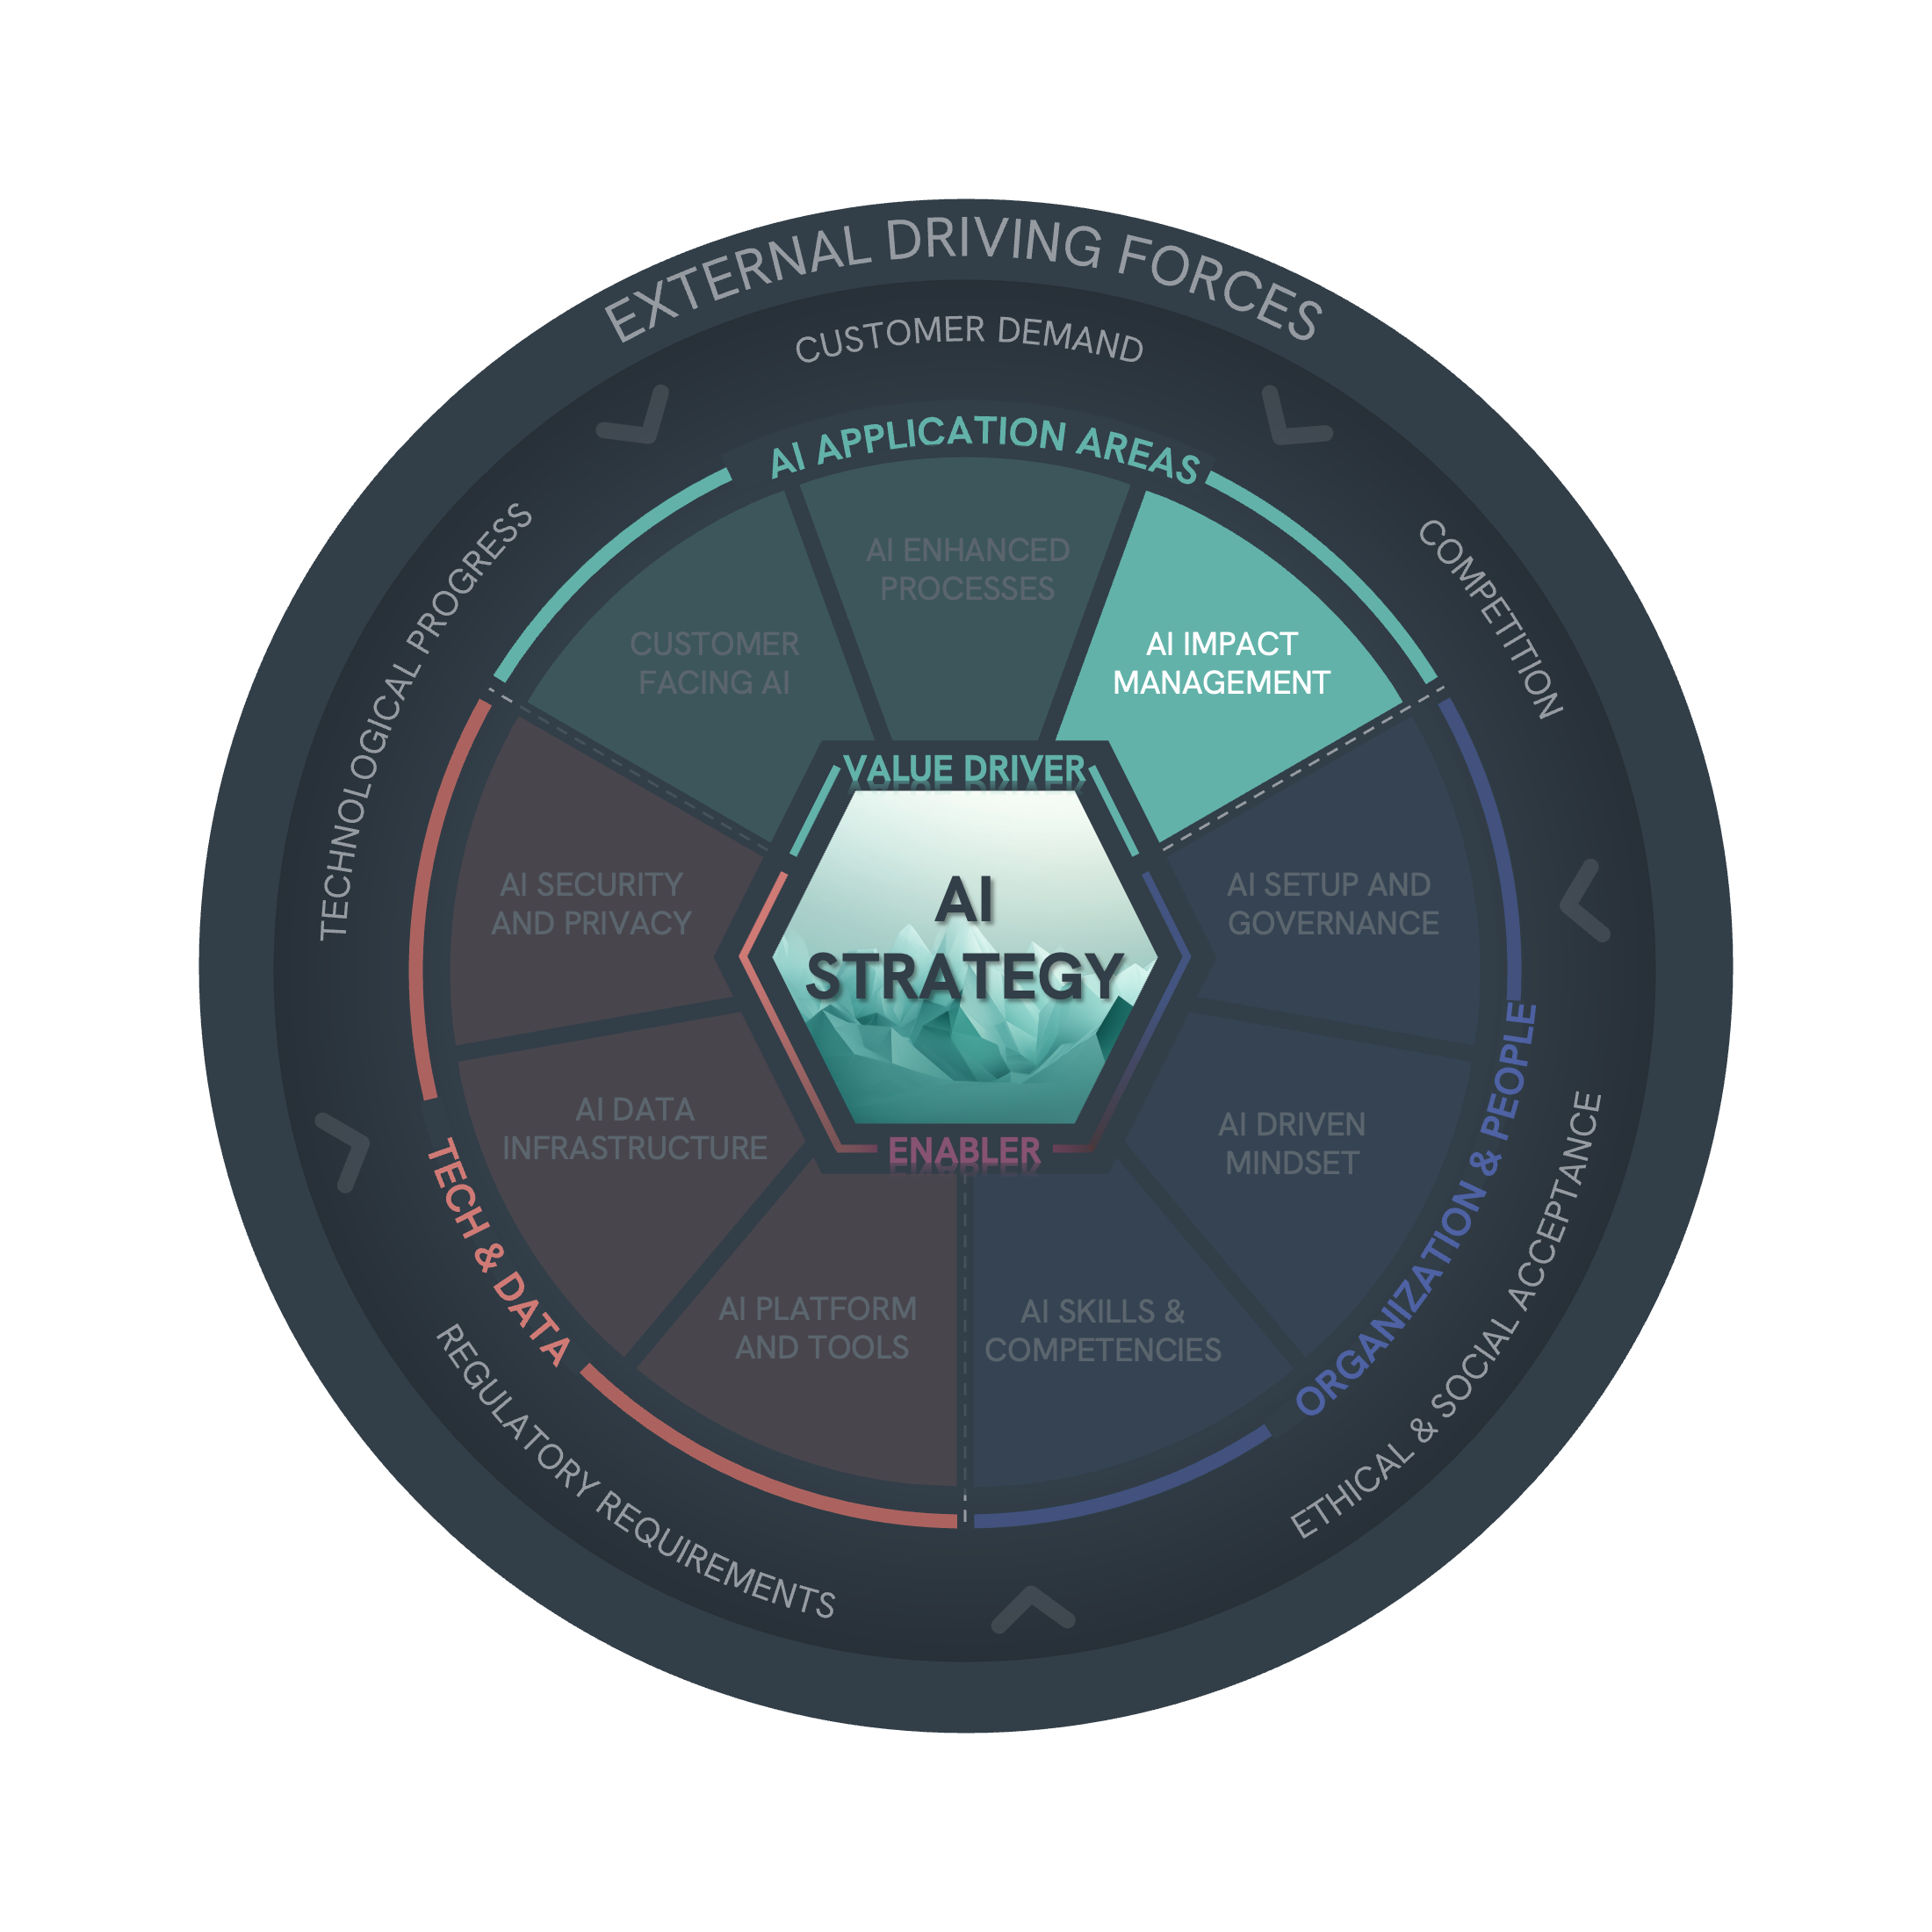 EXTERNAL DRIVING FORCES
CUSTOMER DEMAND
COMPETITION
ETHICAL & SOCIAL ACCEPTANCE
REGULATORY REQUIREMENTS
TECHNOLOGICAL PROGRESS
AI APPLICATION AREAS
CUSTOMER
FACING AI
AI ENHANCED
PROCESSES
AI IMPACT
MANAGEMENT
ORGANIZATION & PEOPLE
AI SETUP AND
GOVERNANCE
AI DRIVEN
MINDSET
AI SKILLS &
COMPETENCIES
TECH & DATA
AI SECURITY
AND PRIVACY
AI DATA
INFRASTRUCTURE
AI PLATFORM
AND TOOLS
VALUE DRIVER
AI
STRATEGY
ENABLER